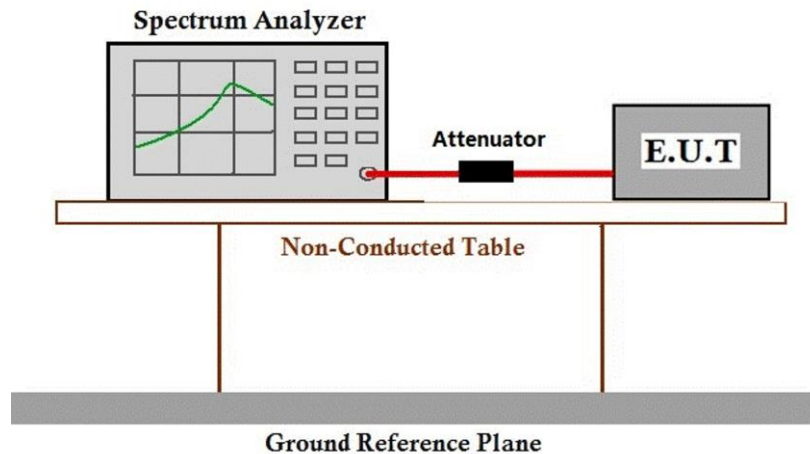 Spectrum Analyzer
Attenuator
E.U.T
Non-Conducted Table
Ground Reference Plane